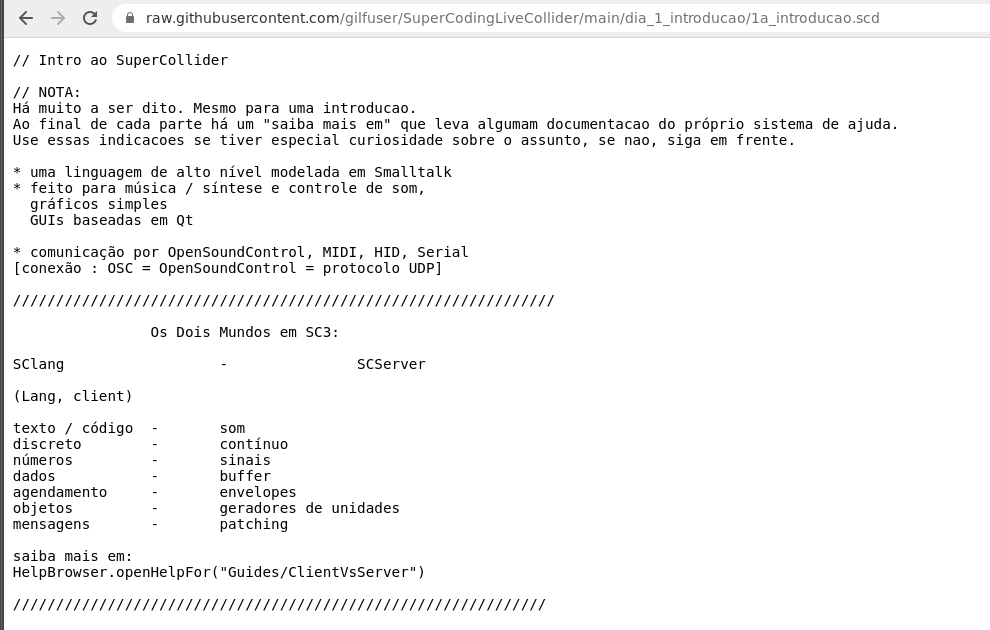 raw.githubusercontent.com/gilfuser/SuperCodingLiveCollider/main/dia_1_introducao/1a_introducao.scd
// Intro ao SuperCollider
// NOTA:
Há muito a ser dito. Mesmo para uma introducao.
Ao final de cada parte há um "saiba mais em" que leva algumam documentacao do próprio sistema de ajuda.
Use essas indicacoes se tiver especial curiosidade sobre o assunto, se nao, siga em frente.
* uma linguagem de alto nível modelada em Smalltalk
* feito para música / síntese e controle de som,
gráficos simples
GUIs baseadas em Qt
* comunicação por OpenSoundControl, MIDI, HID, Serial
[conexão : OSC = OpenSoundControl = protocolo UDP]
///////////////////////////////////////////////////////////////
Os Dois Mundos em SC3:
SClang - SCServer
(Lang, client)
texto / código - som
discreto - contínuo
números - sinais
dados - buffer
agendamento - envelopes
objetos - geradores de unidades
mensagens - patching
saiba mais em:
HelpBrowser.openHelpFor("Guides/ClientVsServer")
//////////////////////////////////////////////////////////////